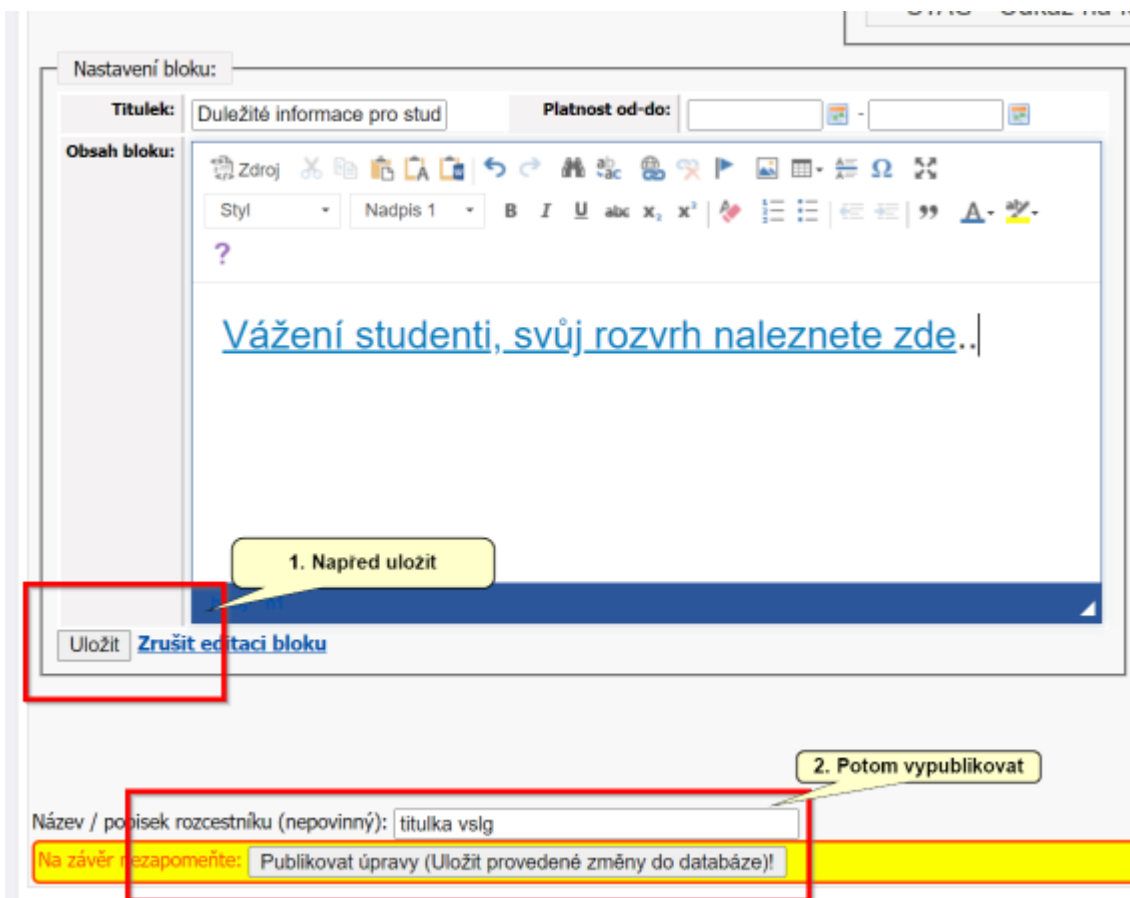 Nastavení bloku:
Titulek: Duležité informace pro stud Platnost od-do: -
Obsah bloku:
Zdroj
Styl Nadpis 1 B I U abc x₂ x²
?
Vážení studenti, svůj rozvrh naleznete zde..
1. Napřed uložit
Uložit Zrušit editaci bloku
2. Potom vypublikovat
Název / popisek rozcestníku (nepovinný): titulka vslg
Na závěr nezapomeňte: Publikovat úpravy (Uložit provedené změny do databáze)!